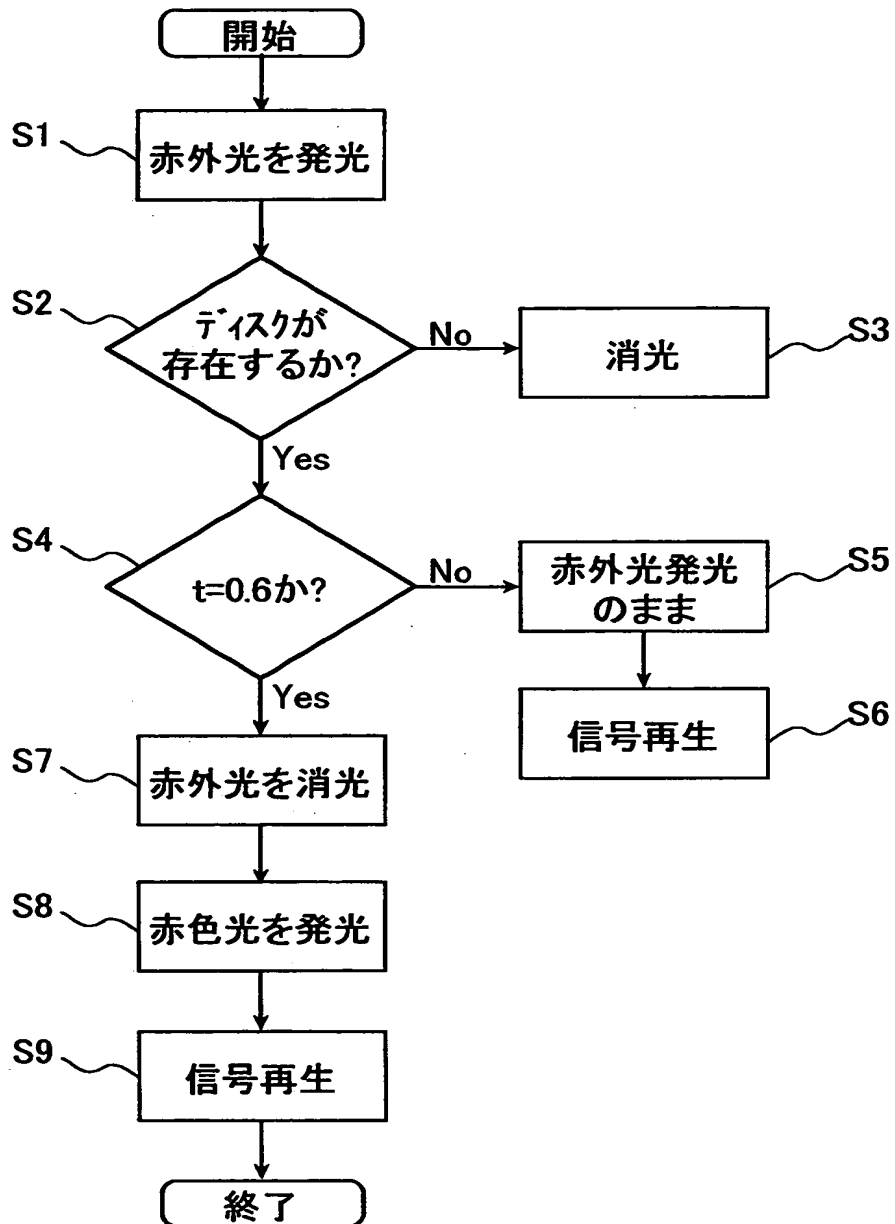 開始
S1
赤外光を発光
S2
ディスクが
存在するか?
No
消光
S3
Yes
S4
t=0.6か?
No
赤外光発光
のまま
S5
Yes
信号再生
S6
S7
赤外光を消光
S8
赤色光を発光
S9
信号再生
終了